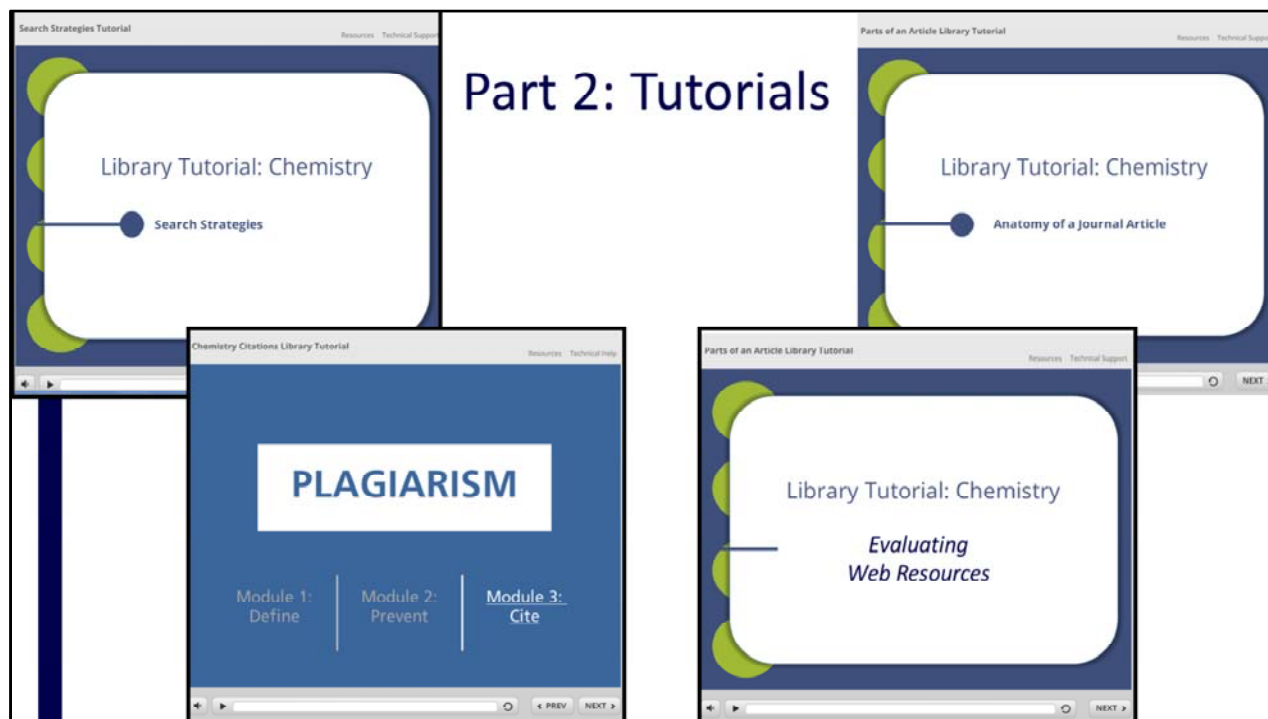 Part 2: Tutorials
Search Strategies Tutorial
Resources Technical Support
Library Tutorial: Chemistry
Search Strategies
Parts of an Article Library Tutorial
Resources Technical
Library Tutorial: Chemistry
Anatomy of a Journal Article
NEXT
Chemistry Citations Library Tutorial
Resources Technical Help
PLAGIARISM
Module 1:
Define
Module 2:
Prevent
Module 3:
Cite
< PREV NEXT >
Parts of an Article Library Tutorial
Resources Technical Support
Library Tutorial: Chemistry
Evaluating
Web Resources
NEXT >